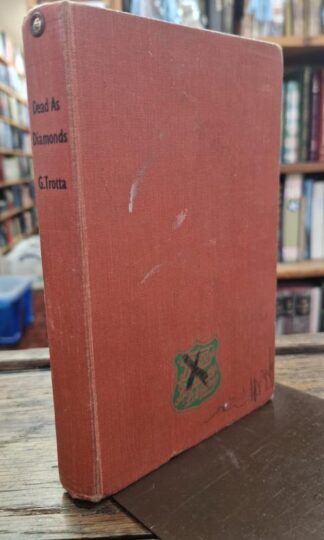 Dead As
Diamonds
G.Trotta